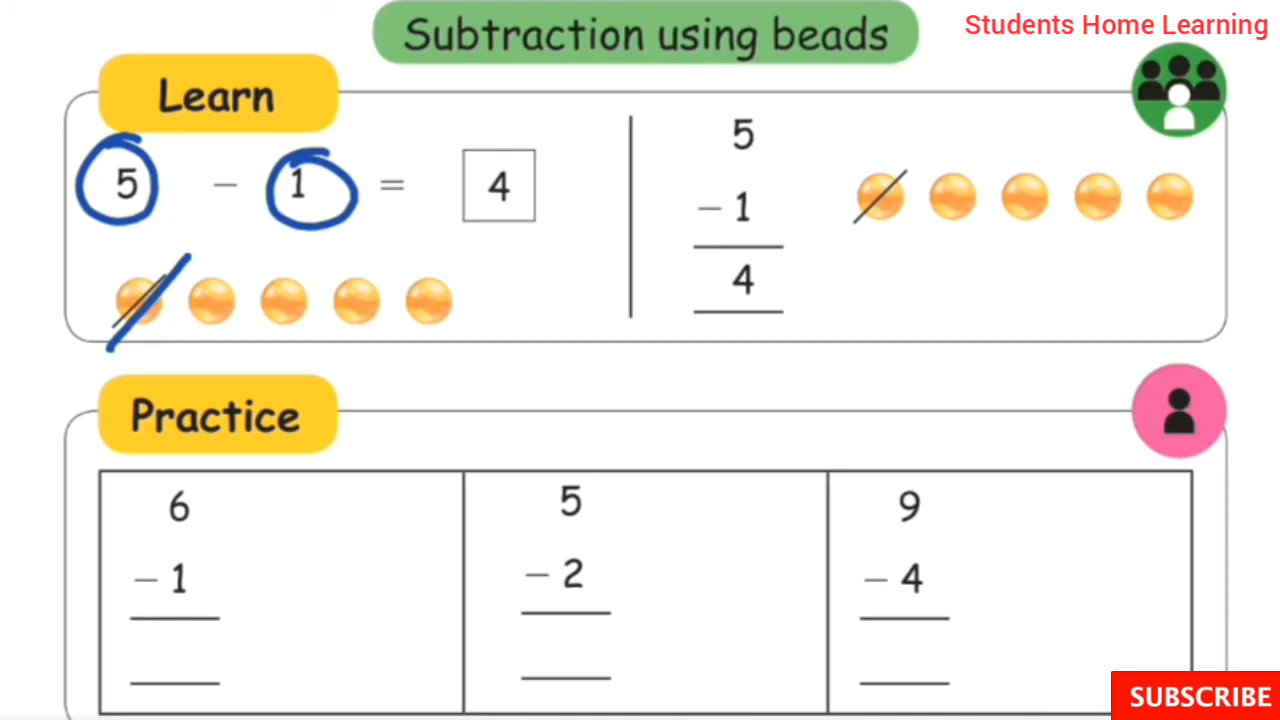 Subtraction using beads
Students Home Learning
Learn
5 − 1 = 4
5
− 1
4
Practice
6
− 1
5
− 2
9
− 4
SUBSCRIBE